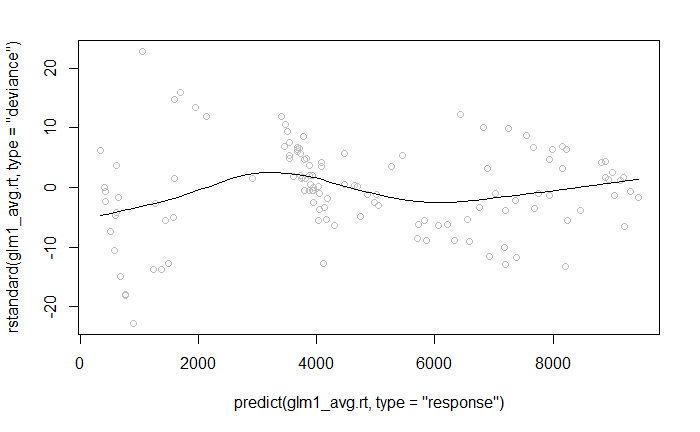 rstandard(glm1_avg.rt, type = "deviance")
20
10
0
-10
-20
0 2000 4000 6000 8000
predict(glm1_avg.rt, type = "response")